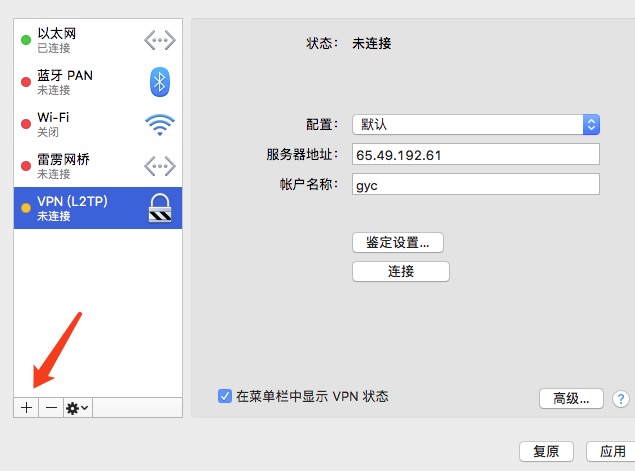 以太网
已连接
蓝牙 PAN
未连接
Wi-Fi
关闭
雷雳网桥
未连接
VPN (L2TP)
未连接
状态： 未连接
配置： 默认
服务器地址： 65.49.192.61
帐户名称： gyc
鉴定设置...
连接
在菜单栏中显示 VPN 状态
高级...
?
复原
应用